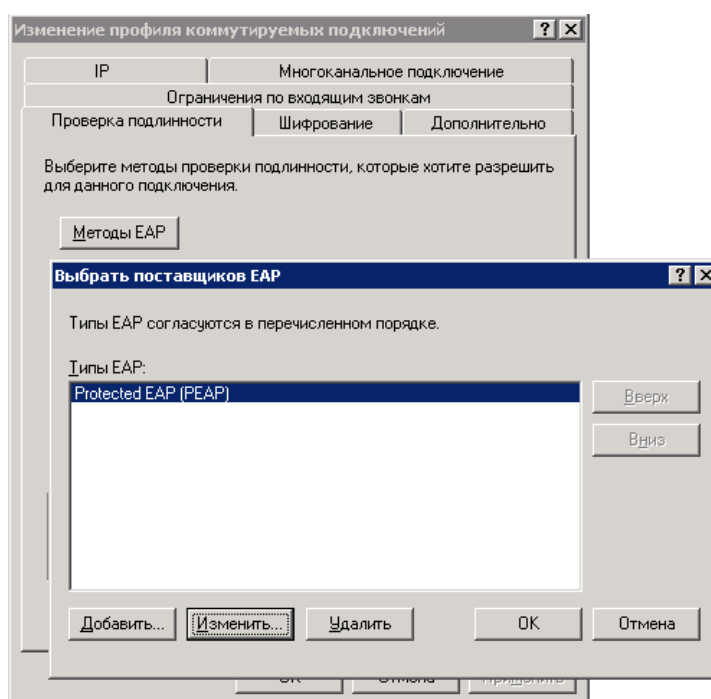 Изменение профиля коммутируемых подключений
IP
Многоканальное подключение
Ограничения по входящим звонкам
Проверка подлинности
Шифрование
Дополнительно
Выберите методы проверки подлинности, которые хотите разрешить
для данного подключения.
Методы EAP
Выбрать поставщиков EAP
Типы EAP согласуются в перечисленном порядке.
Типы EAP:
Protected EAP (PEAP)
Вверх
Вниз
Добавить...
Изменить...
Удалить
OK
Отмена